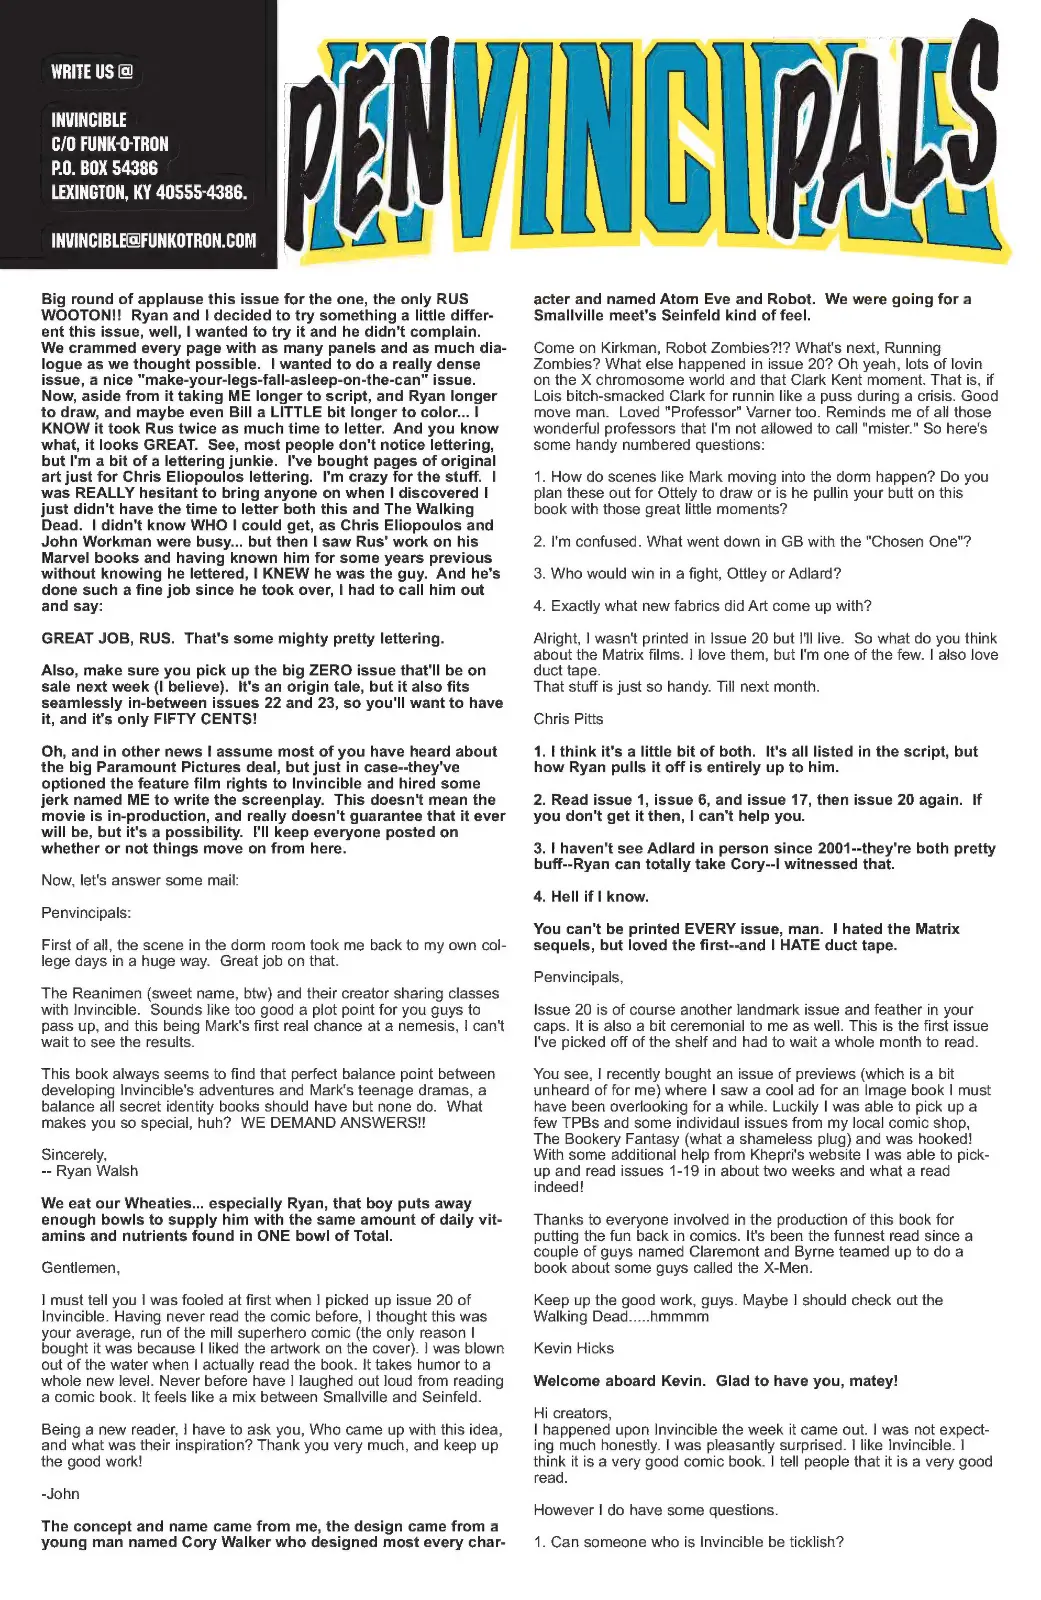 WRITE US @
INVINCIBLE
C/O FUNK-O-TRON
P.O. BOX 54386
LEXINGTON, KY 40555-4386.
INVINCIBLE@FUNKOTRON.COM
PENVINCIPALS
Big round of applause this issue for the one, the only RUS
WOOTON!!  Ryan and I decided to try something a little differ-
ent this issue, well, I wanted to try it and he didn't complain.
We crammed every page with as many panels and as much dia-
logue as we thought possible.  I wanted to do a really dense
issue, a nice "make-your-legs-fall-asleep-on-the-can" issue.
Now, aside from it taking ME longer to script, and Ryan longer
to draw, and maybe even Bill a LITTLE bit longer to color... I
KNOW it took Rus twice as much time to letter.  And you know
what, it looks GREAT.  See, most people don't notice lettering,
but I'm a bit of a lettering junkie.  I've bought pages of original
art just for Chris Eliopoulos lettering.  I'm crazy for the stuff.  I
was REALLY hesitant to bring anyone on when I discovered I
just didn't have the time to letter both this and The Walking
Dead.  I didn't know WHO I could get, as Chris Eliopoulos and
John Workman were busy... but then I saw Rus' work on his
Marvel books and having known him for some years previous
without knowing he lettered, I KNEW he was the guy.  And he's
done such a fine job since he took over, I had to call him out
and say:
GREAT JOB, RUS.  That's some mighty pretty lettering.
Also, make sure you pick up the big ZERO issue that'll be on
sale next week (I believe).  It's an origin tale, but it also fits
seamlessly in-between issues 22 and 23, so you'll want to have
it, and it's only FIFTY CENTS!
Oh, and in other news I assume most of you have heard about
the big Paramount Pictures deal, but just in case--they've
optioned the feature film rights to Invincible and hired some
jerk named ME to write the screenplay.  This doesn't mean the
movie is in-production, and really doesn't guarantee that it ever
will be, but it's a possibility.  I'll keep everyone posted on
whether or not things move on from here.
Now, let's answer some mail:
Penvincipals:
First of all, the scene in the dorm room took me back to my own col-
lege days in a huge way.  Great job on that.
The Reanimen (sweet name, btw) and their creator sharing classes
with Invincible.  Sounds like too good a plot point for you guys to
pass up, and this being Mark's first real chance at a nemesis, I can't
wait to see the results.
This book always seems to find that perfect balance point between
developing Invincible's adventures and Mark's teenage dramas, a
balance all secret identity books should have but none do.  What
makes you so special, huh?  WE DEMAND ANSWERS!!
Sincerely,
-- Ryan Walsh
We eat our Wheaties... especially Ryan, that boy puts away
enough bowls to supply him with the same amount of daily vit-
amins and nutrients found in ONE bowl of Total.
Gentlemen,
I must tell you I was fooled at first when I picked up issue 20 of
Invincible. Having never read the comic before, I thought this was
your average, run of the mill superhero comic (the only reason I
bought it was because I liked the artwork on the cover). I was blown
out of the water when I actually read the book. It takes humor to a
whole new level. Never before have I laughed out loud from reading
a comic book. It feels like a mix between Smallville and Seinfeld.
Being a new reader, I have to ask you, Who came up with this idea,
and what was their inspiration? Thank you very much, and keep up
the good work!
-John
The concept and name came from me, the design came from a
young man named Cory Walker who designed most every char-
acter and named Atom Eve and Robot.  We were going for a
Smallville meet's Seinfeld kind of feel.
Come on Kirkman, Robot Zombies?!? What's next, Running
Zombies? What else happened in issue 20? Oh yeah, lots of lovin
on the X chromosome world and that Clark Kent moment. That is, if
Lois bitch-smacked Clark for runnin like a puss during a crisis. Good
move man.  Loved "Professor" Varner too. Reminds me of all those
wonderful professors that I'm not allowed to call "mister." So here's
some handy numbered questions:
1. How do scenes like Mark moving into the dorm happen? Do you
plan these out for Ottely to draw or is he pullin your butt on this
book with those great little moments?
2. I'm confused. What went down in GB with the "Chosen One"?
3. Who would win in a fight, Ottley or Adlard?
4. Exactly what new fabrics did Art come up with?
Alright, I wasn't printed in Issue 20 but I'll live.  So what do you think
about the Matrix films. I love them, but I'm one of the few. I also love
duct tape.
That stuff is just so handy. Till next month.
Chris Pitts
1. I think it's a little bit of both.  It's all listed in the script, but
how Ryan pulls it off is entirely up to him.
2. Read issue 1, issue 6, and issue 17, then issue 20 again.  If
you don't get it then, I can't help you.
3. I haven't see Adlard in person since 2001--they're both pretty
buff--Ryan can totally take Cory--I witnessed that.
4. Hell if I know.
You can't be printed EVERY issue, man.  I hated the Matrix
sequels, but loved the first--and I HATE duct tape.
Penvincipals,
Issue 20 is of course another landmark issue and feather in your
caps. It is also a bit ceremonial to me as well. This is the first issue
I've picked off of the shelf and had to wait a whole month to read.
You see, I recently bought an issue of previews (which is a bit
unheard of for me) where I saw a cool ad for an Image book I must
have been overlooking for a while. Luckily I was able to pick up a
few TPBs and some individaul issues from my local comic shop,
The Bookery Fantasy (what a shameless plug) and was hooked!
With some additional help from Khepri's website I was able to pick-
up and read issues 1-19 in about two weeks and what a read
indeed!
Thanks to everyone involved in the production of this book for
putting the fun back in comics. It's been the funnest read since a
couple of guys named Claremont and Byrne teamed up to do a
book about some guys called the X-Men.
Keep up the good work, guys. Maybe I should check out the
Walking Dead.....hmmmm
Kevin Hicks
Welcome aboard Kevin.  Glad to have you, matey!
Hi creators,
I happened upon Invincible the week it came out. I was not expect-
ing much honestly. I was pleasantly surprised. I like Invincible. I
think it is a very good comic book. I tell people that it is a very good
read.
However I do have some questions.
1. Can someone who is Invincible be ticklish?